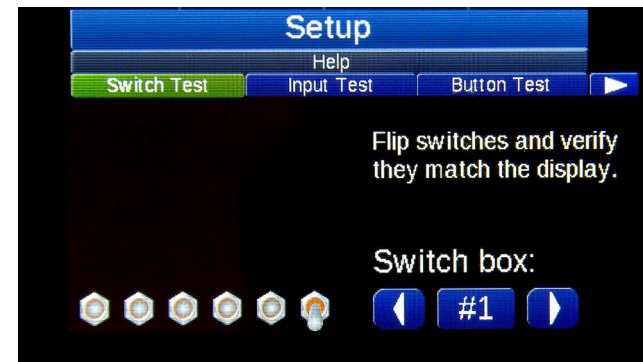 Setup
Help
Switch Test
Input Test
Button Test
Flip switches and verify
they match the display.
Switch box:
#1